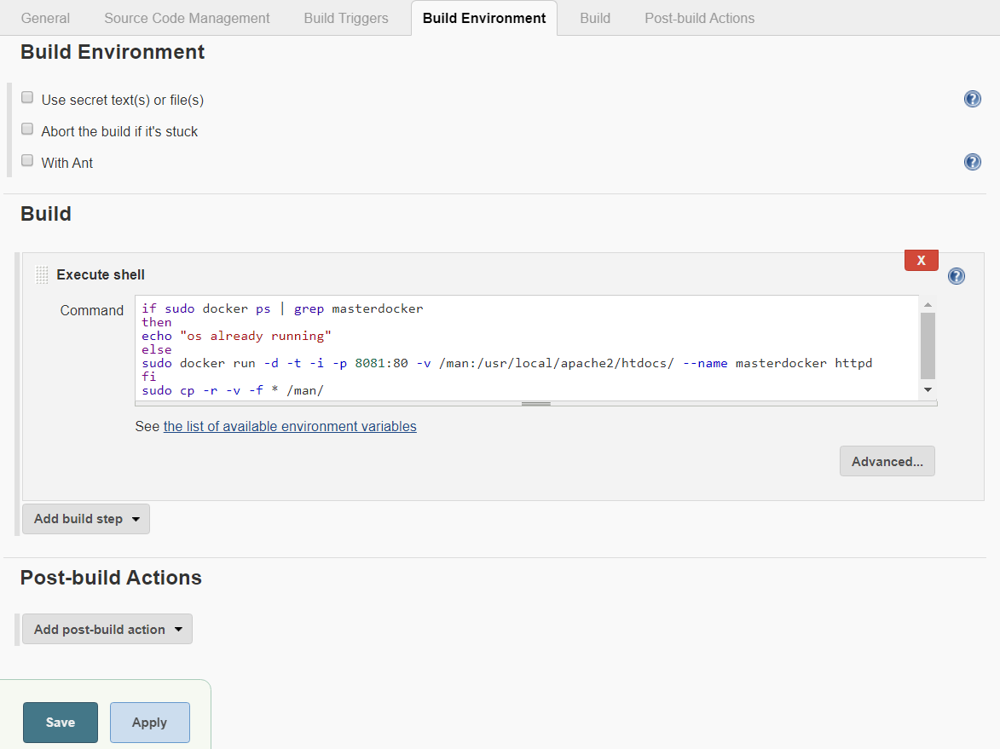 General Source Code Management Build Triggers Build Environment Build Post-build Actions
Build Environment
Use secret text(s) or file(s)
?
Abort the build if it's stuck
With Ant
?
Build
X
Execute shell
?
Command
if sudo docker ps | grep masterdocker
then
echo "os already running"
else
sudo docker run -d -t -i -p 8081:80 -v /man:/usr/local/apache2/htdocs/ --name masterdocker httpd
fi
sudo cp -r -v -f * /man/
See the list of available environment variables
Advanced...
Add build step
Post-build Actions
Add post-build action
Save Apply